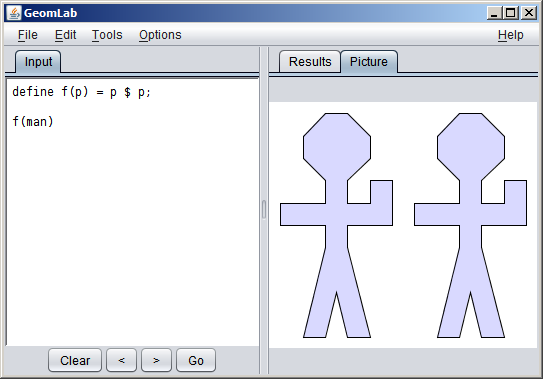 GeomLab
File Edit Tools Options Help
Input
Results Picture
define f(p) = p $ p;
f(man)
Clear < > Go